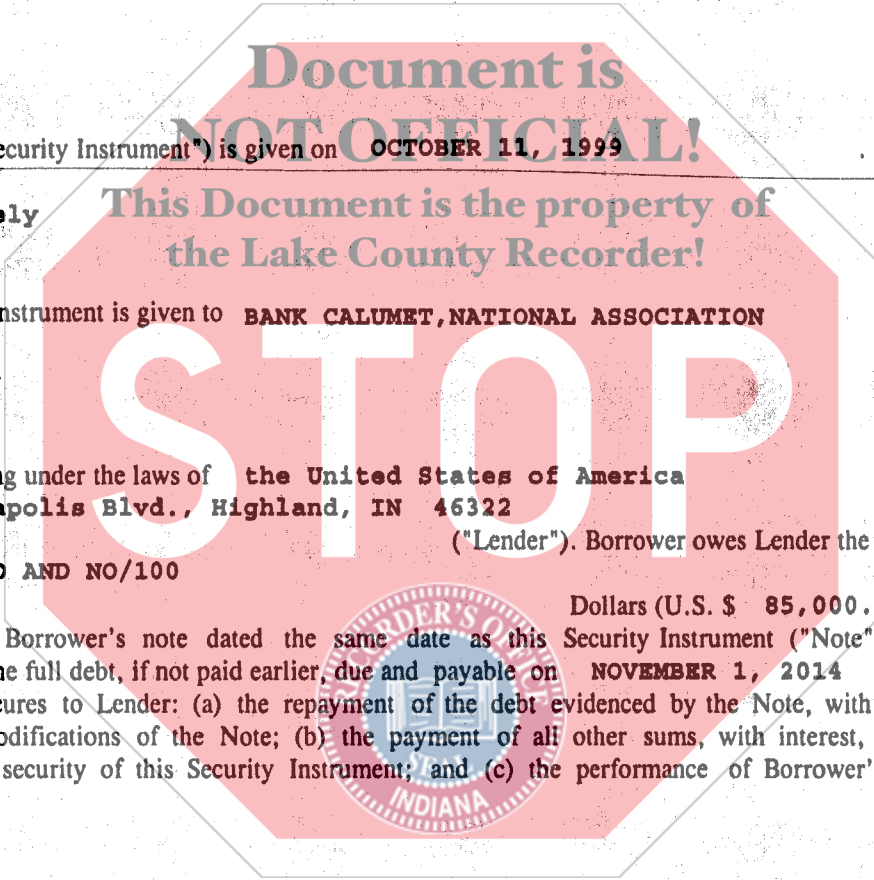 Document is
NOT OFFICIAL!
ecurity Instrument") is given on OCTOBER 11, 1999 .
This Document is the property of
ely
the Lake County Recorder!
nstrument is given to BANK CALUMET,NATIONAL ASSOCIATION
STOP
ng under the laws of the United States of America
apolis Blvd., Highland, IN 46322
("Lender"). Borrower owes Lender the
AND NO/100
Dollars (U.S. $ 85,000.
Borrower's note dated the same date as this Security Instrument ("Note"
e full debt, if not paid earlier, due and payable on NOVEMBER 1, 2014
cures to Lender: (a) the repayment of the debt evidenced by the Note, with
odifications of the Note; (b) the payment of all other sums, with interest,
security of this Security Instrument; and (c) the performance of Borrower'
RECORDER'S OFFICE
SEAL
INDIANA